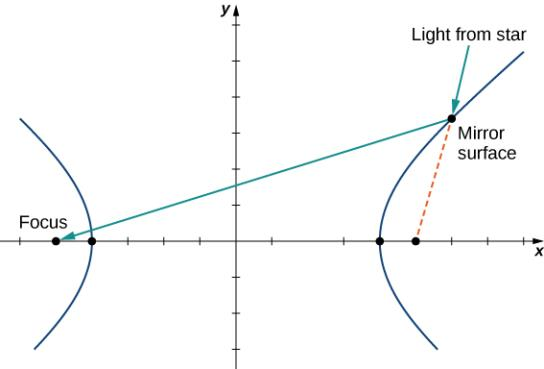 y
Light from star
Mirror
surface
Focus
x